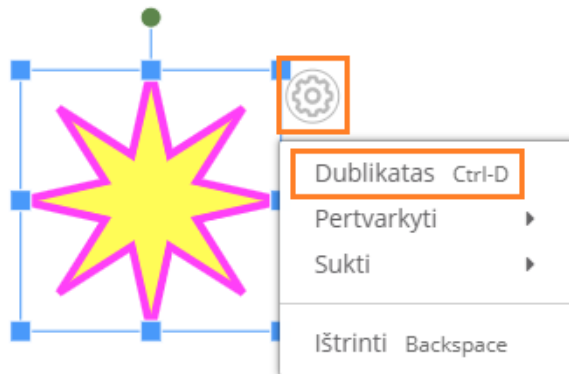 Dublikatas Ctrl-D
Pertvarkyti
Sukti
Ištrinti Backspace